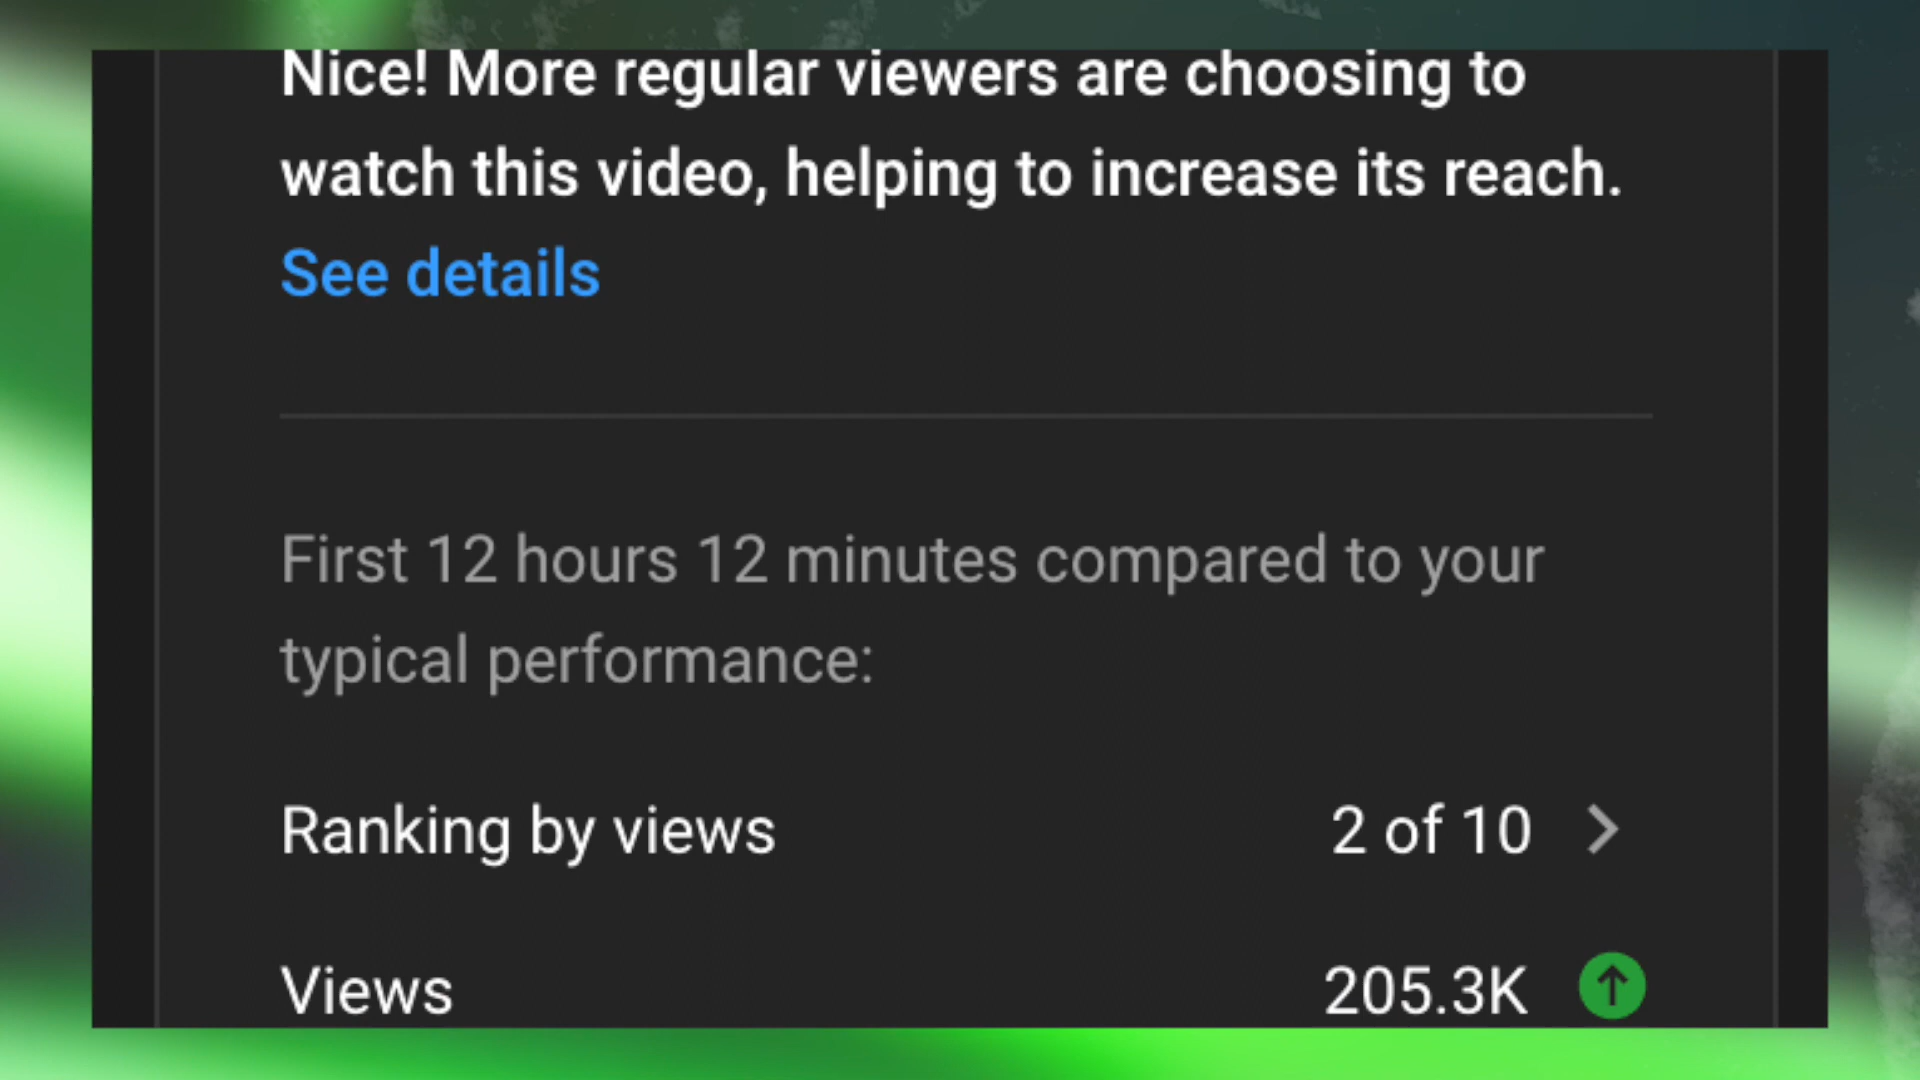 Nice! More regular viewers are choosing to
watch this video, helping to increase its reach.
See details
First 12 hours 12 minutes compared to your
typical performance:
Ranking by views 2 of 10
Views 205.3K